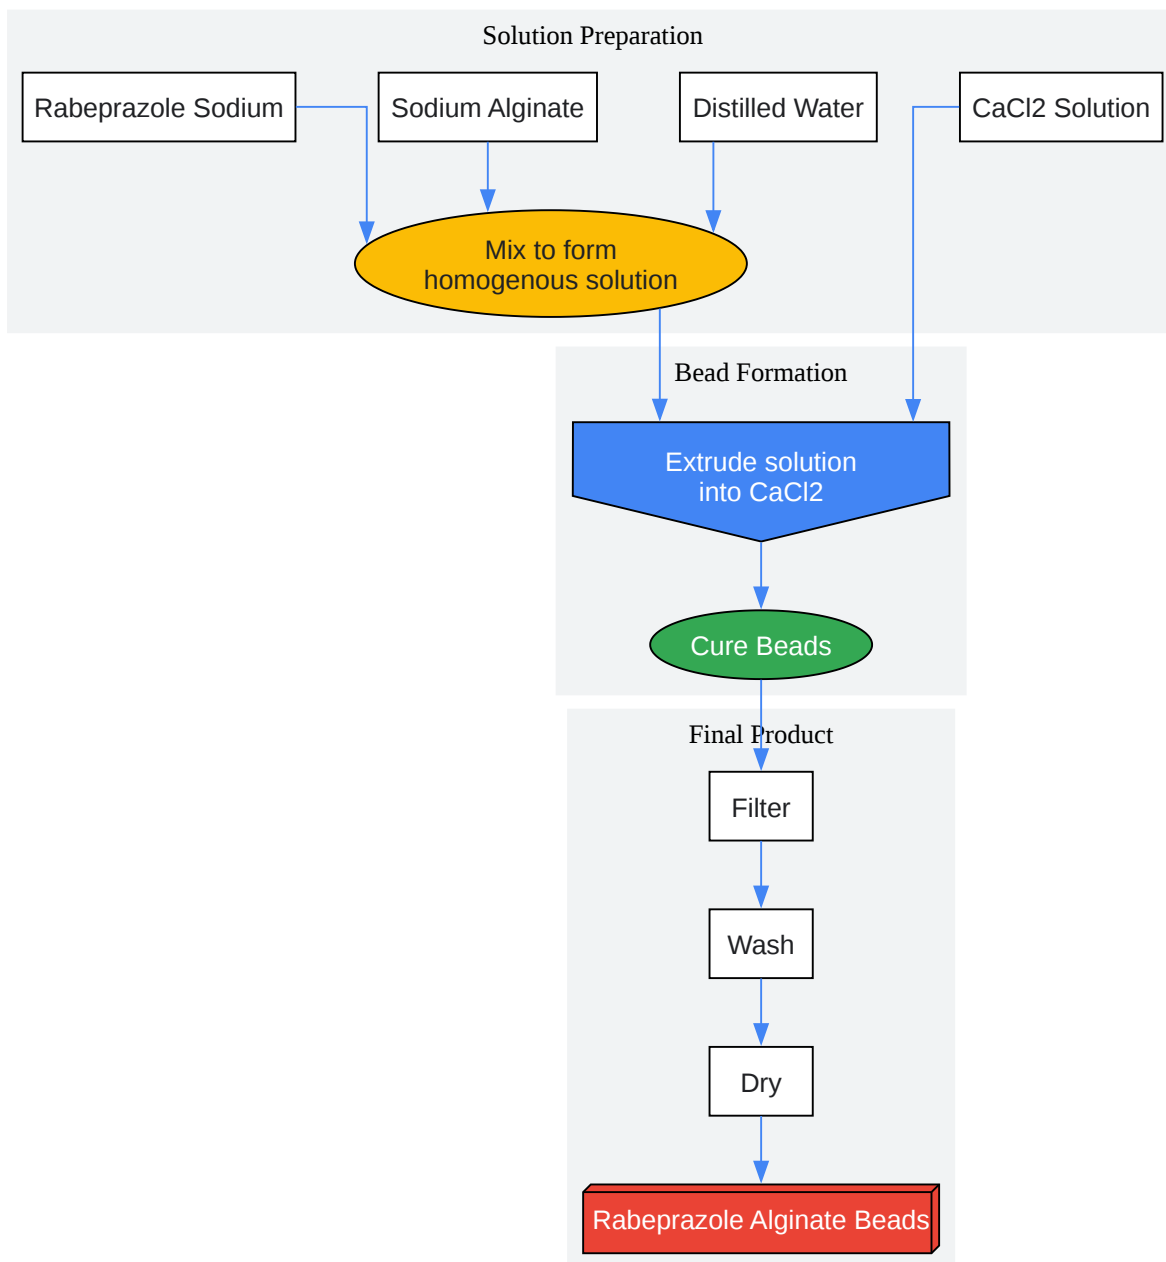 Solution Preparation
Rabeprazole Sodium
Sodium Alginate
Distilled Water
CaCl2 Solution
Mix to form
homogenous solution
Bead Formation
Extrude solution
into CaCl2
Cure Beads
Final Product
Filter
Wash
Dry
Rabeprazole Alginate Beads